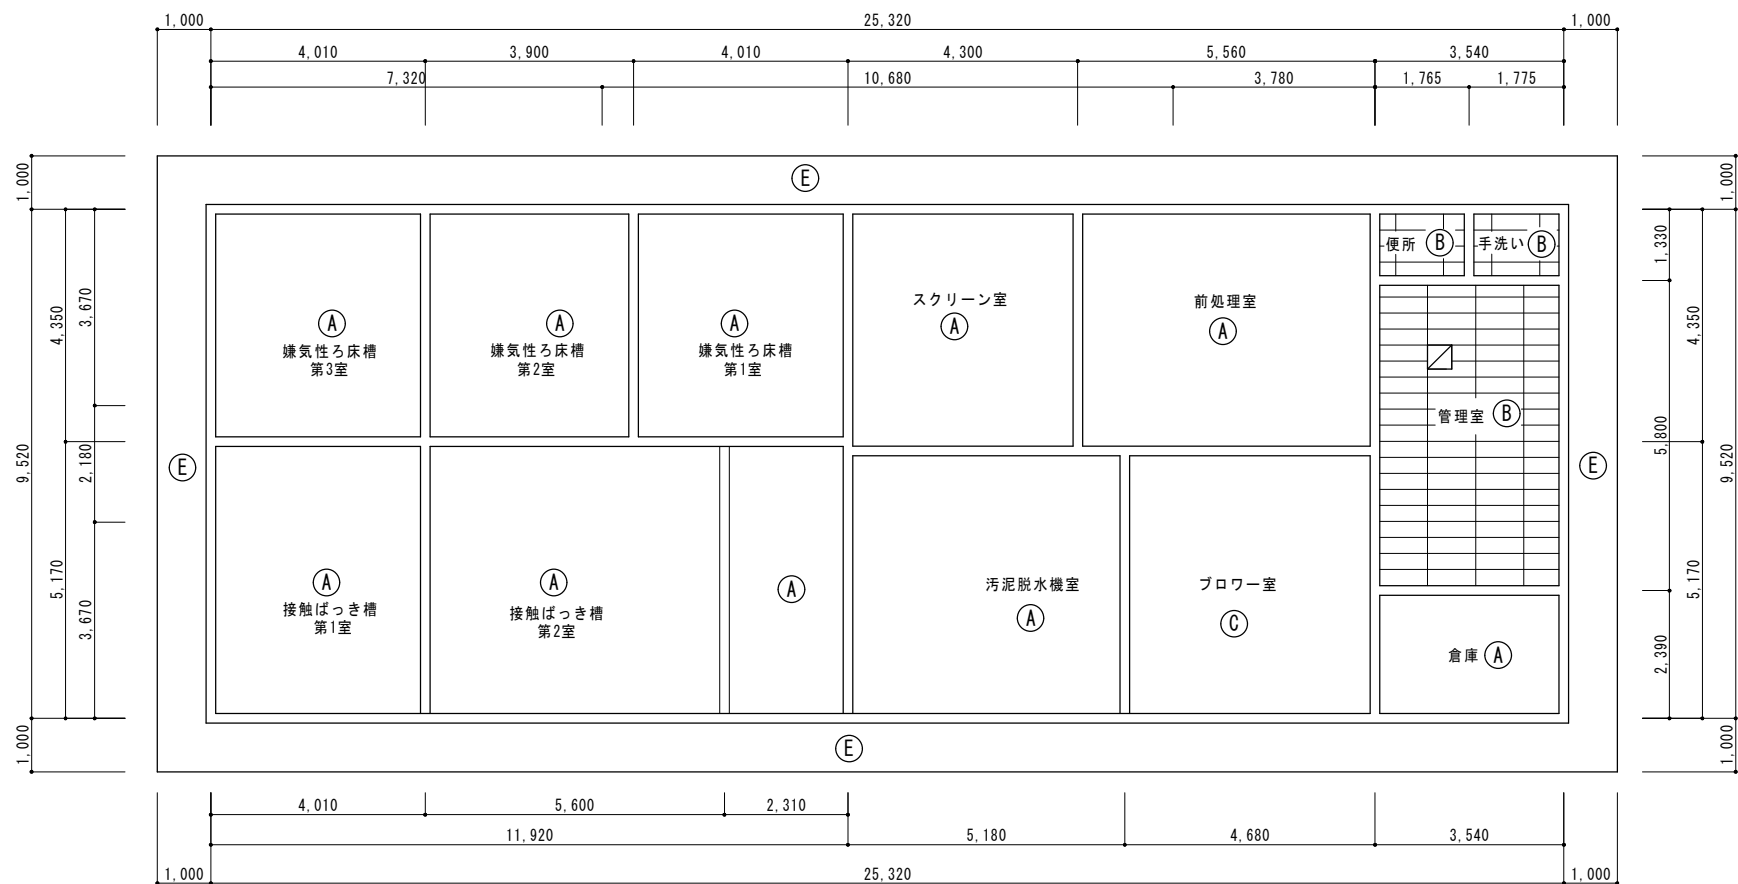 1,000 25,320 1,000
4,010 3,900 4,010 4,300 5,560 3,540
7,320 10,680 3,780 1,765 1,775
1,000
9,520
1,000
4,350
5,170
3,670
2,180
3,670
E
E
A
嫌気性ろ床槽
第3室
A
嫌気性ろ床槽
第2室
A
嫌気性ろ床槽
第1室
スクリーン室
A
前処理室
A
便所 B
手洗い B
管理室 B
E
A
接触ばっき槽
第1室
A
接触ばっき槽
第2室
A
汚泥脱水機室
A
ブロワー室
C
倉庫 A
E
1,330
5,800
2,390
4,350
5,170
1,000
9,520
1,000
4,010 5,600 2,310
11,920 5,180 4,680 3,540
1,000 25,320 1,000